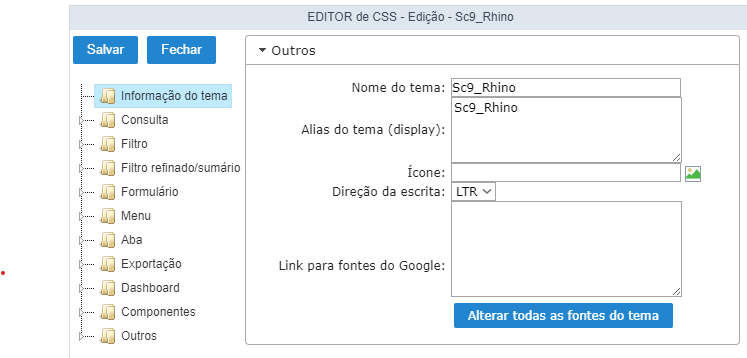 EDITOR de CSS - Edição - Sc9_Rhino
Salvar
Fechar
Informação do tema
Consulta
Filtro
Filtro refinado/sumário
Formulário
Menu
Aba
Exportação
Dashboard
Componentes
Outros
Outros
Nome do tema: Sc9_Rhino
Alias do tema (display): Sc9_Rhino
Ícone:
Direção da escrita: LTR
Link para fontes do Google:
Alterar todas as fontes do tema